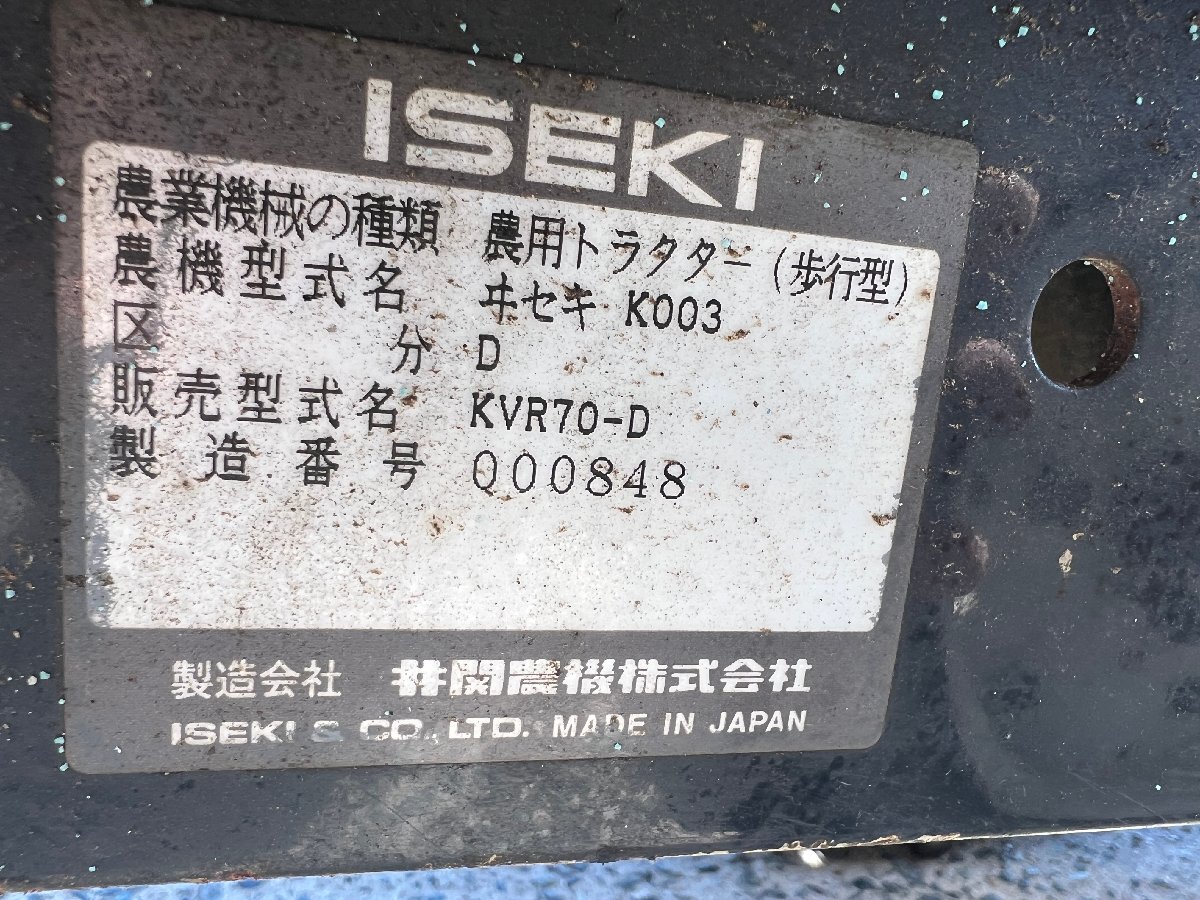 ISEKI
農業機械の種類 農用トラクター(歩行型)
農機型式名 ヰセキ K003
区分 D
販売型式名 KVR70-D
製造番号 000848
製造会社 井関農機株式会社
ISEKI & CO., LTD. MADE IN JAPAN